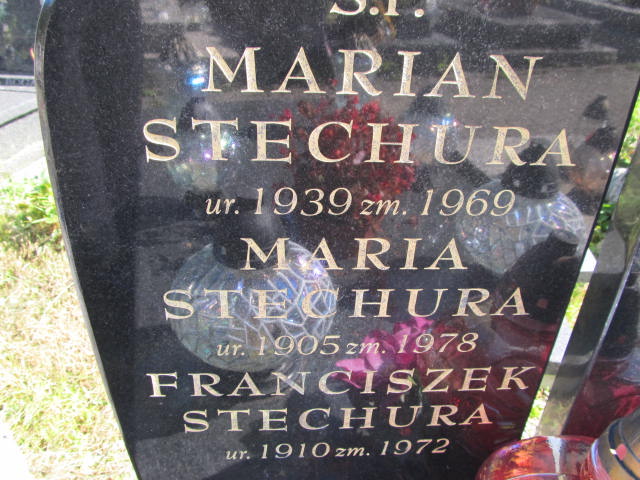 Ś.P.
MARIAN
STECHURA
ur. 1939 zm. 1969
MARIA
STECHURA
ur. 1905 zm. 1978
FRANCISZEK
STECHURA
ur. 1910 zm. 1972